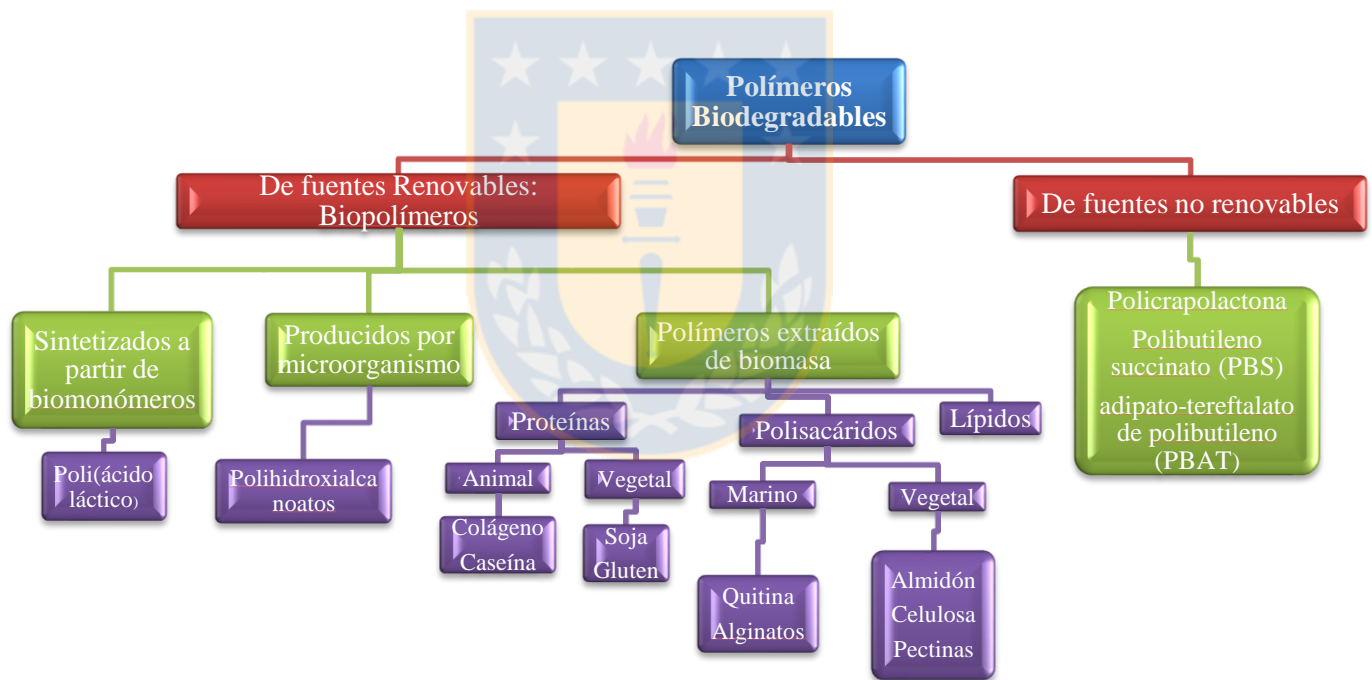 Polímeros
Biodegradables
De fuentes Renovables:
Biopolímeros
De fuentes no renovables
Sintetizados a
partir de
biomonómeros
Producidos por
microorganismo
Polímeros extraídos
de biomasa
Policrapolactona
Polibutileno
succinato (PBS)
adipato-tereftalato
de polibutileno
(PBAT)
Poli(ácido
láctico)
Polihidroxialca
noatos
Proteínas
Polisacáridos
Lípidos
Animal
Vegetal
Marino
Vegetal
Colágeno
Caseína
Soja
Gluten
Quitina
Alginatos
Almidón
Celulosa
Pectinas